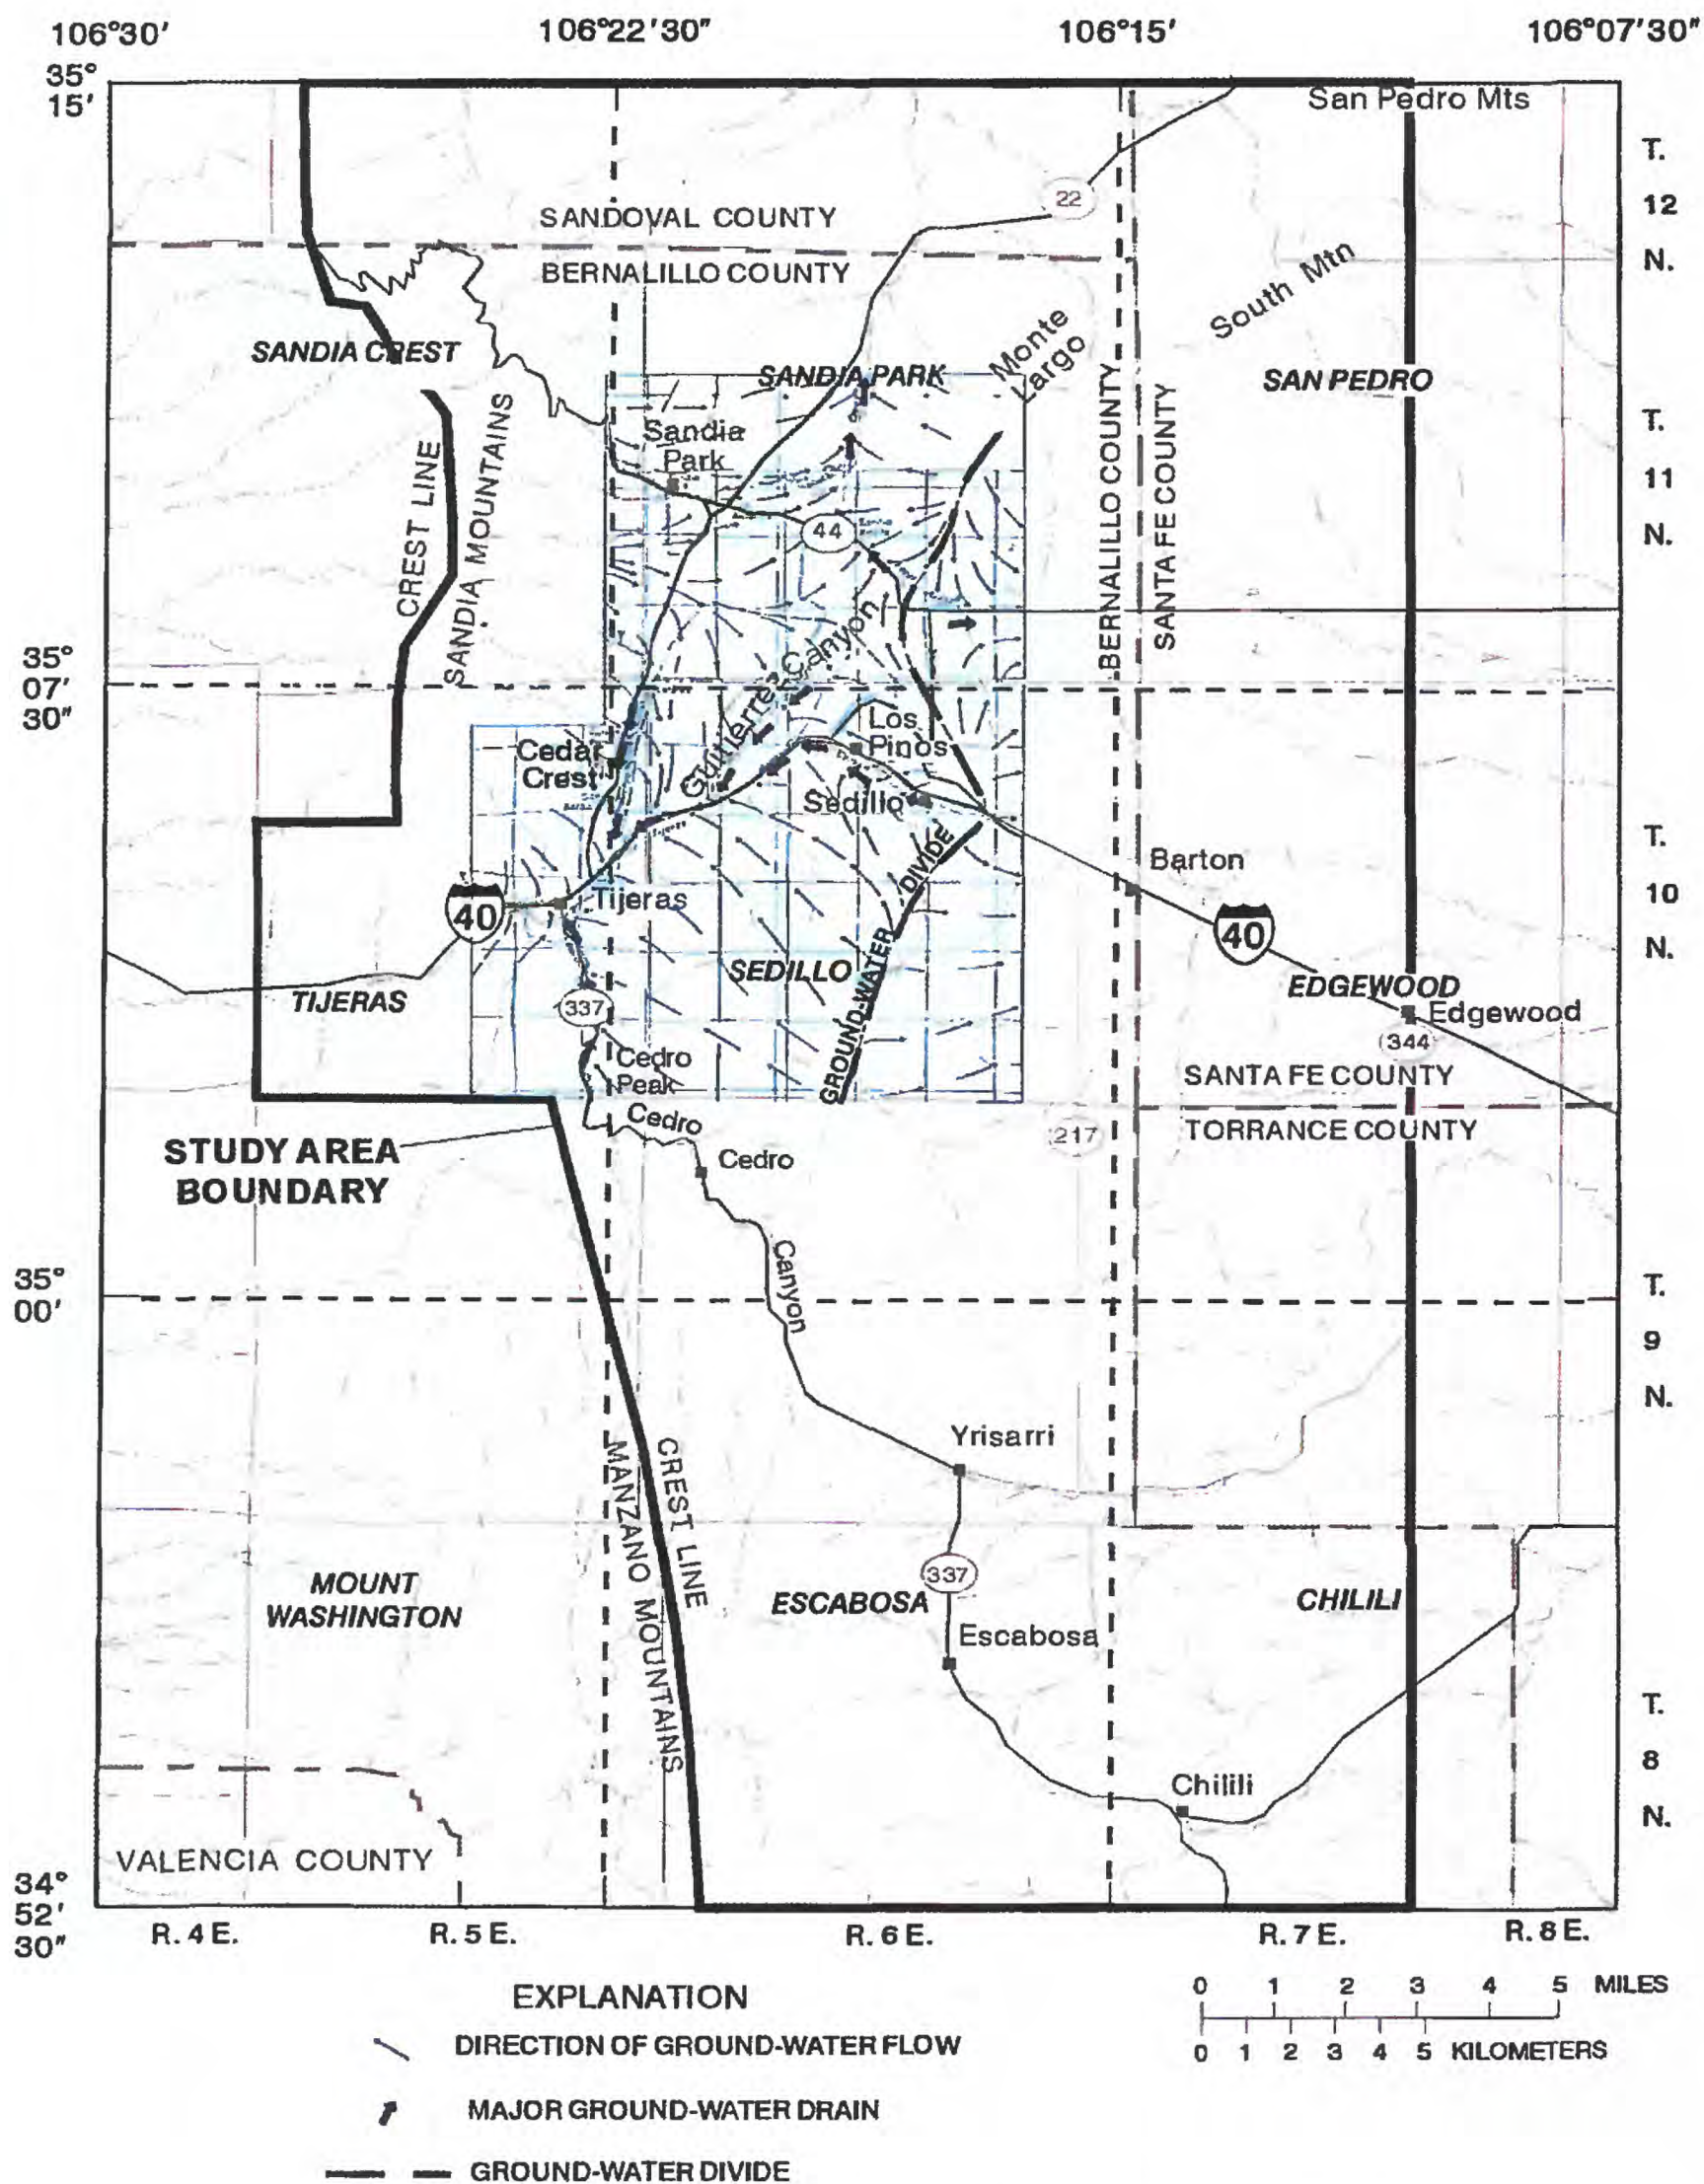 106°30' 106°22'30" 106°15' 106°07'30"
35°
15'
San Pedro Mts
T.
12
N.
22
SANDOVAL COUNTY
BERNALILLO COUNTY
South Mtn
Monte
Largo
SANDIA CREST
SANDIA PARK
SAN PEDRO
BERNALILLO COUNTY
SANTA FE COUNTY
CREST LINE
SANDIA MOUNTAINS
Sandia
Park
T.
11
N.
44
35°
07'
30"
Gutierrez Canyon
Los
Pinos
Cedar
Crest
Sedillo
T.
10
N.
Barton
40
Tijeras
40
GROUND-WATER DIVIDE
SEDILLO
EDGEWOOD
TIJERAS
Edgewood
337
344
Cedro
Peak
SANTA FE COUNTY
TORRANCE COUNTY
Cedro
217
STUDY AREA
BOUNDARY
Cedro
Canyon
35°
00'
T.
9
N.
Yrisarri
CREST LINE
MANZANO MOUNTAINS
337
MOUNT
WASHINGTON
ESCABOSA
CHILILI
Escabosa
T.
8
N.
Chilili
VALENCIA COUNTY
34°
52'
30"
R. 4 E. R. 5 E. R. 6 E. R. 7 E. R. 8 E.
EXPLANATION
DIRECTION OF GROUND-WATER FLOW
MAJOR GROUND-WATER DRAIN
GROUND-WATER DIVIDE
0 1 2 3 4 5 MILES
0 1 2 3 4 5 KILOMETERS